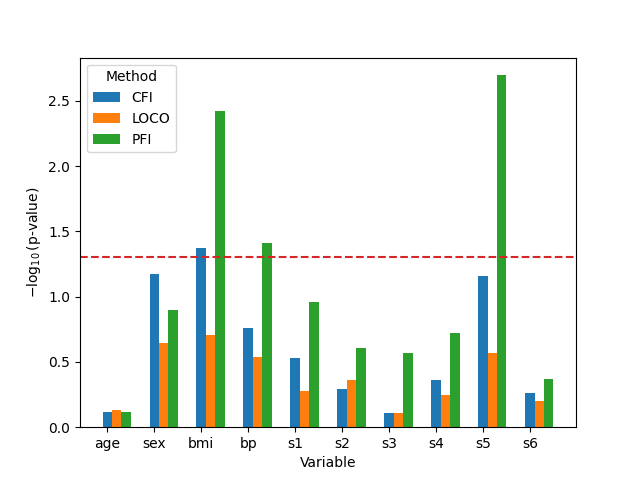 Method
CFI
LOCO
PFI
2.5
2.0
1.5
1.0
0.5
0.0
−log₁₀(p-value)
age sex bmi bp s1 s2 s3 s4 s5 s6
Variable